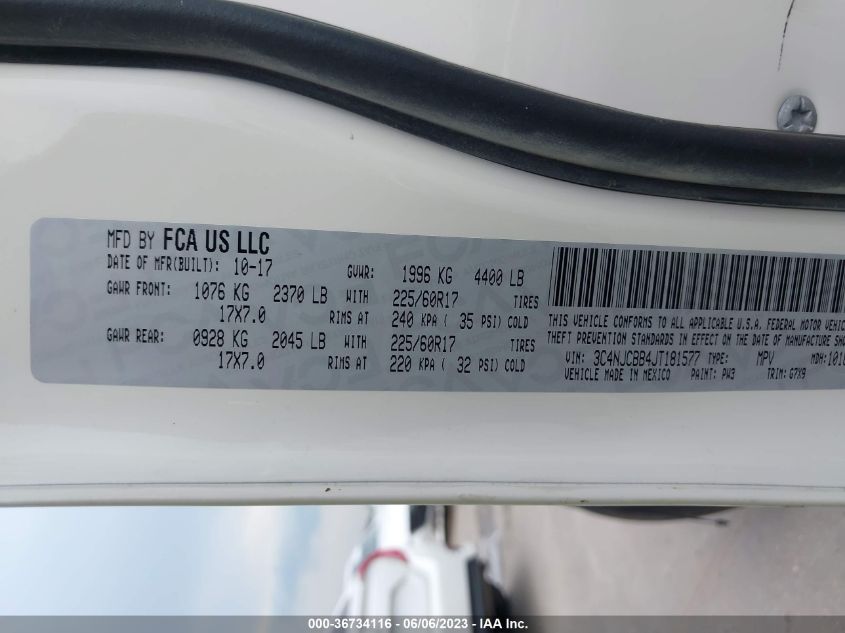 MFD BY FCA US LLC
DATE OF MFR(BUILT): 10-17 GVWR: 1996 KG 4400 LB
GAWR FRONT: 1076 KG 2370 LB WITH 225/60R17 TIRES
17X7.0 RIMS AT 240 KPA ( 35 PSI) COLD
GAWR REAR: 0928 KG 2045 LB WITH 225/60R17 TIRES
17X7.0 RIMS AT 220 KPA ( 32 PSI) COLD
THIS VEHICLE CONFORMS TO ALL APPLICABLE U.S.A. FEDERAL MOTOR VEHIC
THEFT PREVENTION STANDARDS IN EFFECT ON THE DATE OF MANUFACTURE SHO
VIN: 3C4NJCBB4JT181577 TYPE: MPV MDH: 1018
VEHICLE MADE IN MEXICO PAINT: PW3 TRIM: G7X9
000-36734116 - 06/06/2023 - IAA Inc.